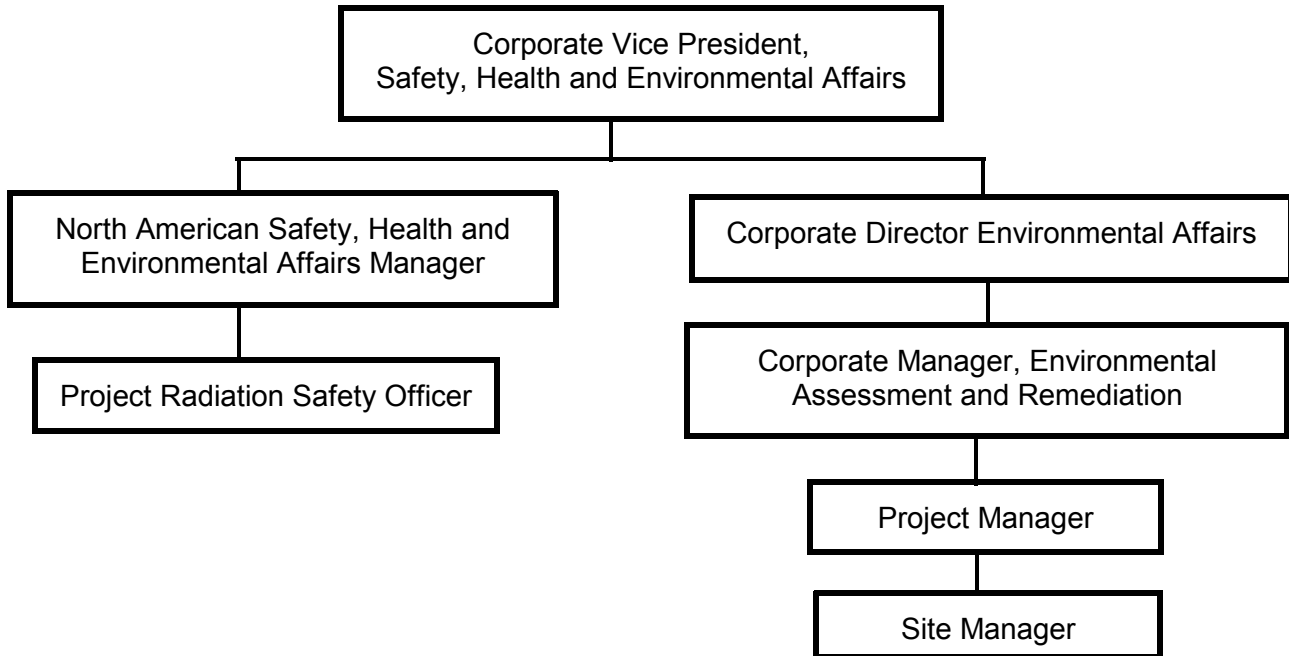 Corporate Vice President,
Safety, Health and Environmental Affairs
North American Safety, Health and
Environmental Affairs Manager
Project Radiation Safety Officer
Corporate Director Environmental Affairs
Corporate Manager, Environmental
Assessment and Remediation
Project Manager
Site Manager